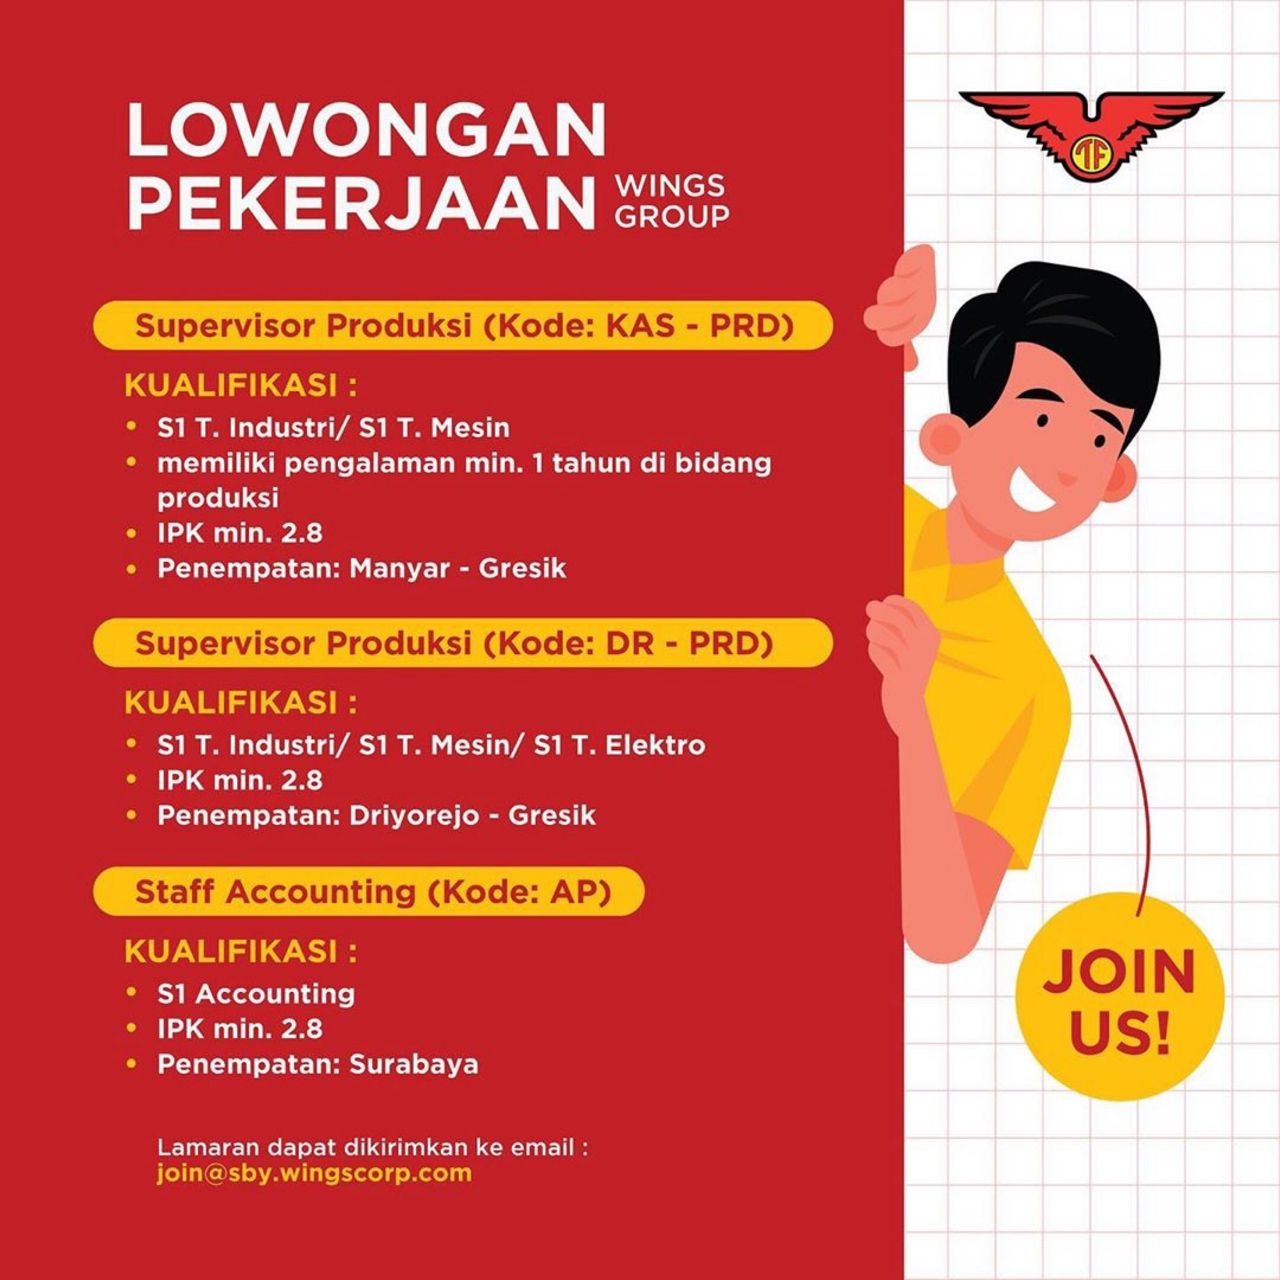 LOWONGAN
PEKERJAAN WINGS GROUP
TF
Supervisor Produksi (Kode: KAS - PRD)
KUALIFIKASI :
• S1 T. Industri/ S1 T. Mesin
• memiliki pengalaman min. 1 tahun di bidang
produksi
• IPK min. 2.8
• Penempatan: Manyar - Gresik
Supervisor Produksi (Kode: DR - PRD)
KUALIFIKASI :
• S1 T. Industri/ S1 T. Mesin/ S1 T. Elektro
• IPK min. 2.8
• Penempatan: Driyorejo - Gresik
Staff Accounting (Kode: AP)
KUALIFIKASI :
• S1 Accounting
• IPK min. 2.8
• Penempatan: Surabaya
Lamaran dapat dikirimkan ke email :
join@sby.wingscorp.com
JOIN
US!